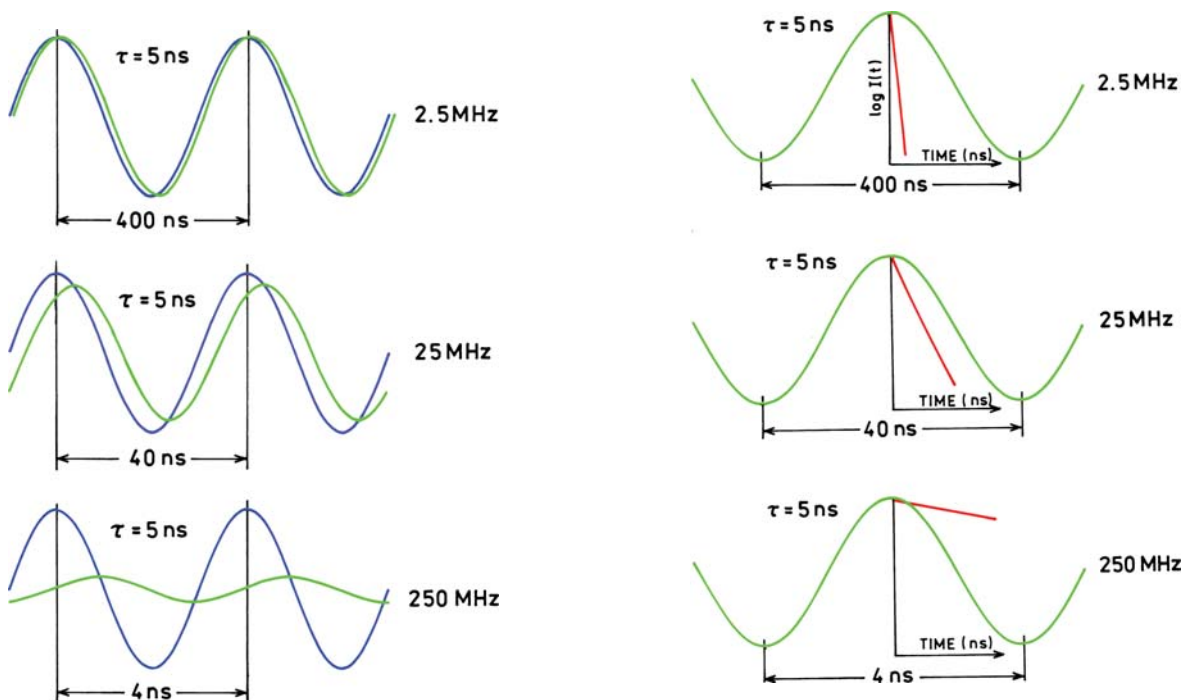 τ = 5 ns
2.5 MHz
400 ns
τ = 5 ns
25 MHz
40 ns
τ = 5 ns
250 MHz
4 ns
τ = 5 ns
log I(t)
TIME (ns)
2.5 MHz
400 ns
τ = 5 ns
TIME (ns)
25 MHz
40 ns
τ = 5 ns
TIME (ns)
250 MHz
4 ns